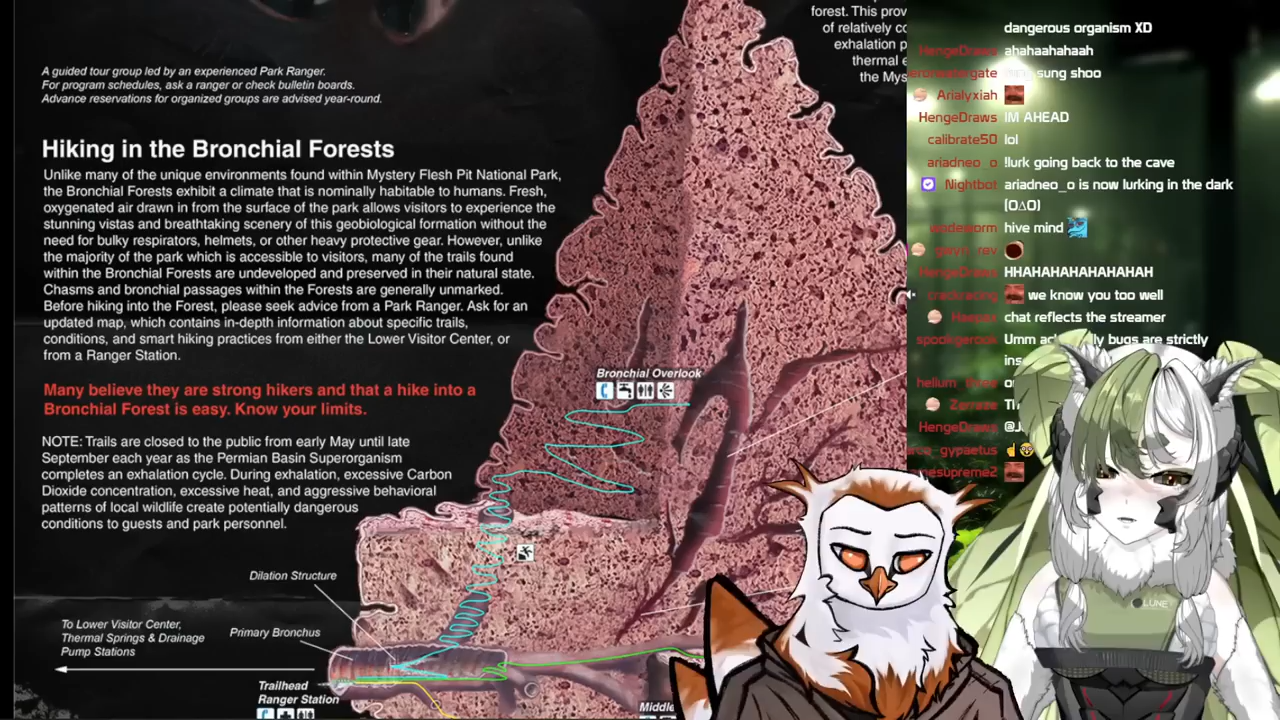 A guided tour group led by an experienced Park Ranger.
For program schedules, ask a ranger or check bulletin boards.
Advance reservations for organized groups are advised year-round.
forest. This prov
of relatively co
exhalation p
thermal e
the Mys
Hiking in the Bronchial Forests
Unlike many of the unique environments found within Mystery Flesh Pit National Park,
the Bronchial Forests exhibit a climate that is nominally habitable to humans. Fresh,
oxygenated air drawn in from the surface of the park allows visitors to experience the
stunning vistas and breathtaking scenery of this geobiological formation without the
need for bulky respirators, helmets, or other heavy protective gear. However, unlike
the majority of the park which is accessible to visitors, many of the trails found
within the Bronchial Forests are undeveloped and preserved in their natural state.
Chasms and bronchial passages within the Forests are generally unmarked.
Before hiking into the Forest, please seek advice from a Park Ranger. Ask for an
updated map, which contains in-depth information about specific trails,
conditions, and smart hiking practices from either the Lower Visitor Center, or
from a Ranger Station.
Many believe they are strong hikers and that a hike into a
Bronchial Forest is easy. Know your limits.
NOTE: Trails are closed to the public from early May until late
September each year as the Permian Basin Superorganism
completes an exhalation cycle. During exhalation, excessive Carbon
Dioxide concentration, excessive heat, and aggressive behavioral
patterns of local wildlife create potentially dangerous
conditions to guests and park personnel.
Bronchial Overlook
Dilation Structure
Primary Bronchus
To Lower Visitor Center,
Thermal Springs & Drainage
Pump Stations
Trailhead
Ranger Station
Middle
dangerous organism XD
HengeDraws ahahaahahaah
sung shoo
Arialyxiah
HengeDraws IM AHEAD
calibrate50 lol
ariadneo_o !lurk going back to the cave
Nightbot ariadneo_o is now lurking in the dark
(O∆O)
hive mind
HengeDraws HHAHAHAHAHAHAHAH
we know you too well
chat reflects the streamer
Umm bugs are strictly
HengeDraws
LUNE